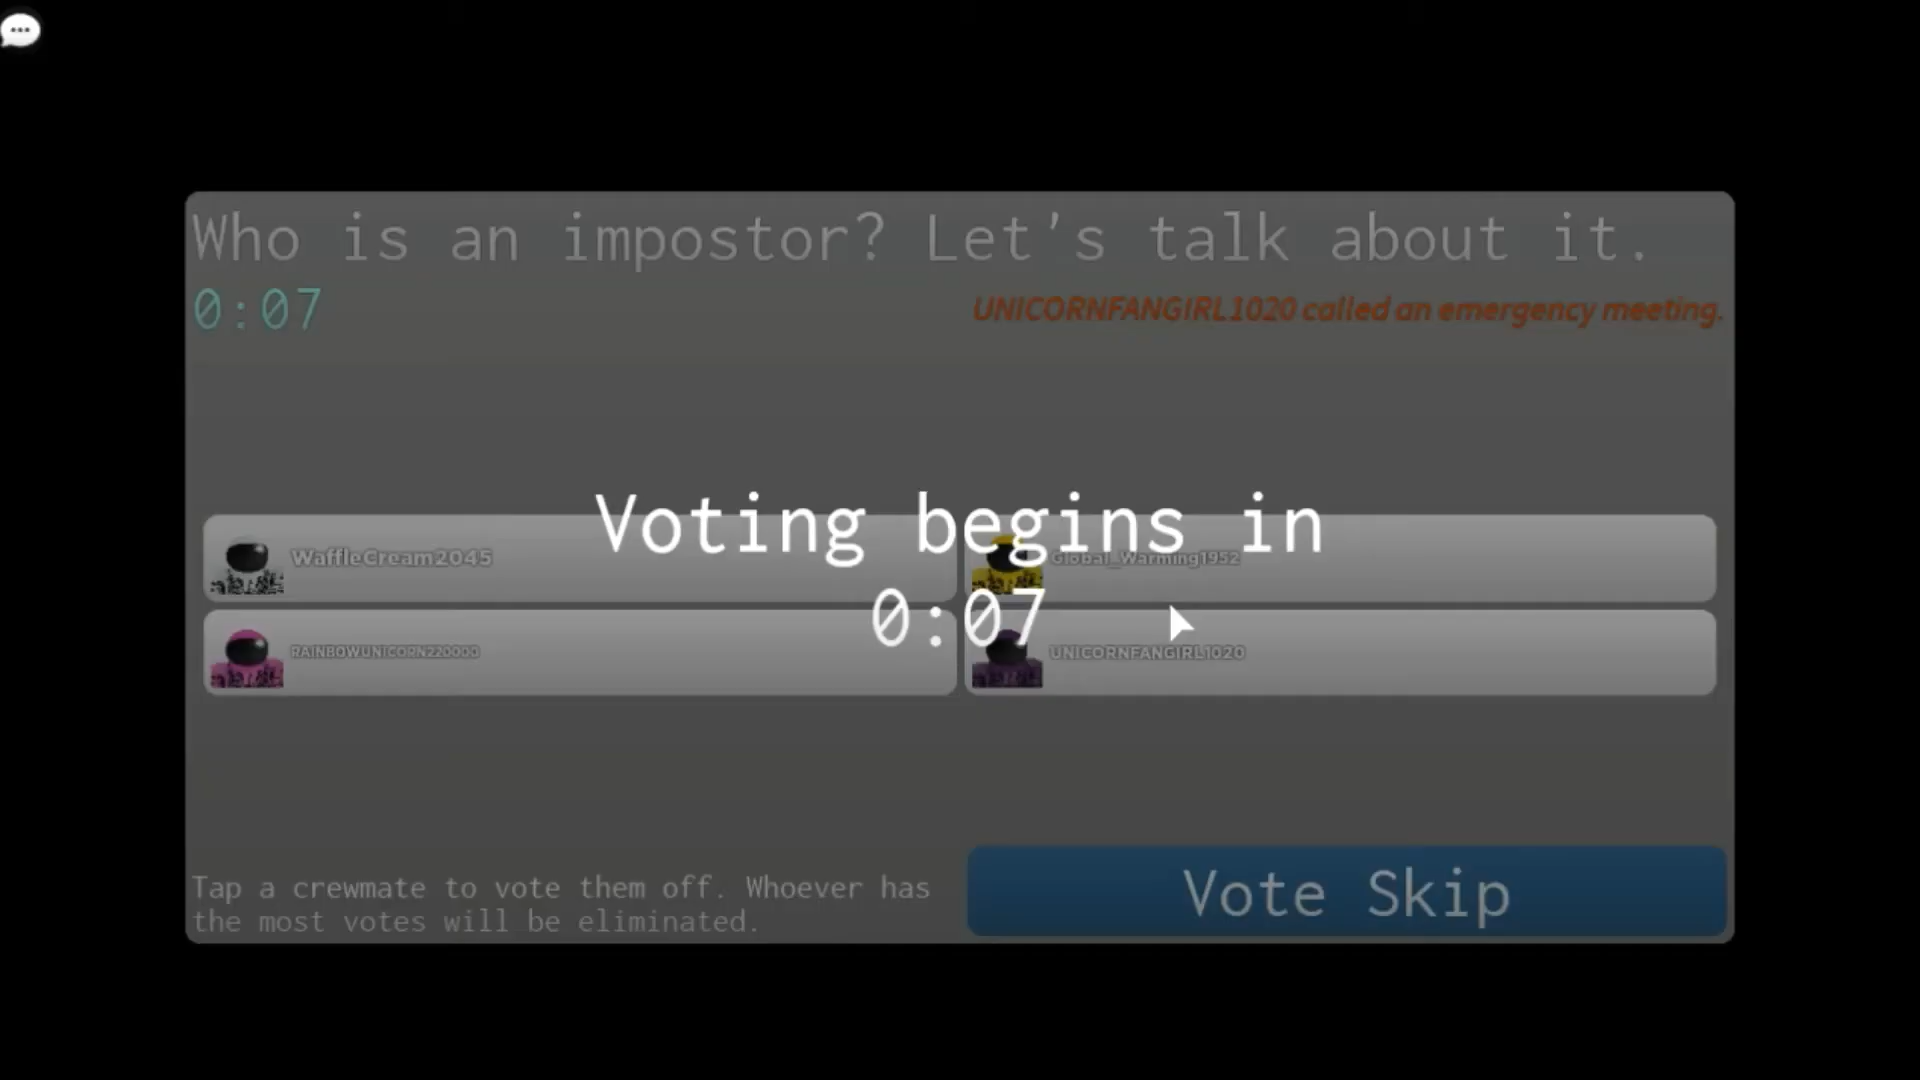 Who is an impostor? Let's talk about it.
0:07
UNICORNFANGIRL1020 called an emergency meeting.
Voting begins in
0:07
WaffleCream2045
Global_Warming1952
RAINBOWUNICORN220000
UNICORNFANGIRL1020
Tap a crewmate to vote them off. Whoever has
the most votes will be eliminated.
Vote Skip